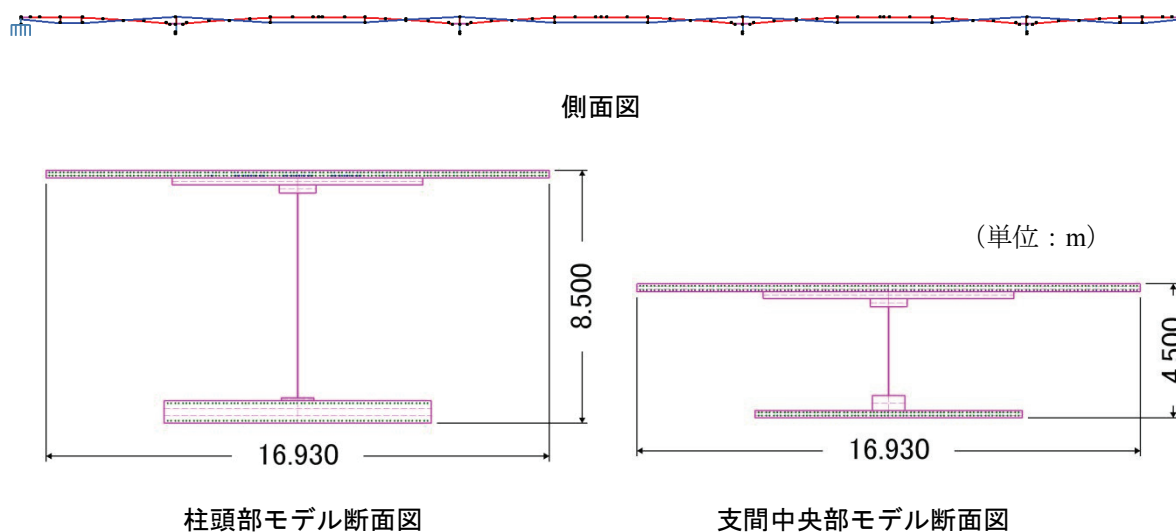 側面図
8.500
(単位：m)
4.500
16.930
16.930
柱頭部モデル断面図
支間中央部モデル断面図